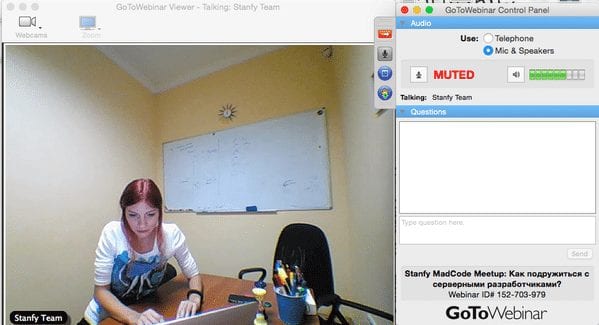 GoToWebinar Viewer - Talking: Stanfy Team
Webcams
Zoom
Stanfy Team
GoToWebinar Control Panel
Audio
Use:
Telephone
Mic & Speakers
MUTED
Talking: Stanfy Team
Questions
Type question here.
Send
Stanfy MadCode Meetup: Как подружиться с
серверными разработчиками?
Webinar ID# 152-703-979
GoToWebinar